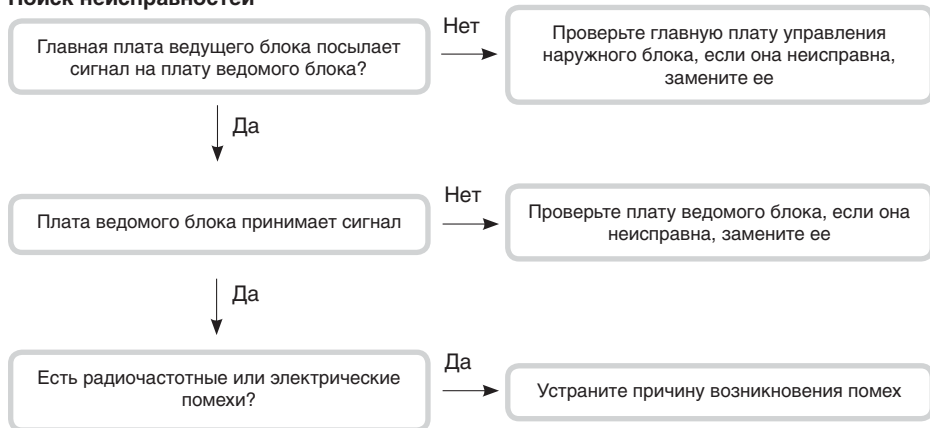 Поиск неисправностей
Главная плата ведущего блока посылает
сигнал на плату ведомого блока?
Нет
Проверьте главную плату управления
наружного блока, если она неисправна,
замените ее
Да
Плата ведомого блока принимает сигнал
Нет
Проверьте плату ведомого блока, если она
неисправна, замените ее
Да
Есть радиочастотные или электрические
помехи?
Да
Устраните причину возникновения помех